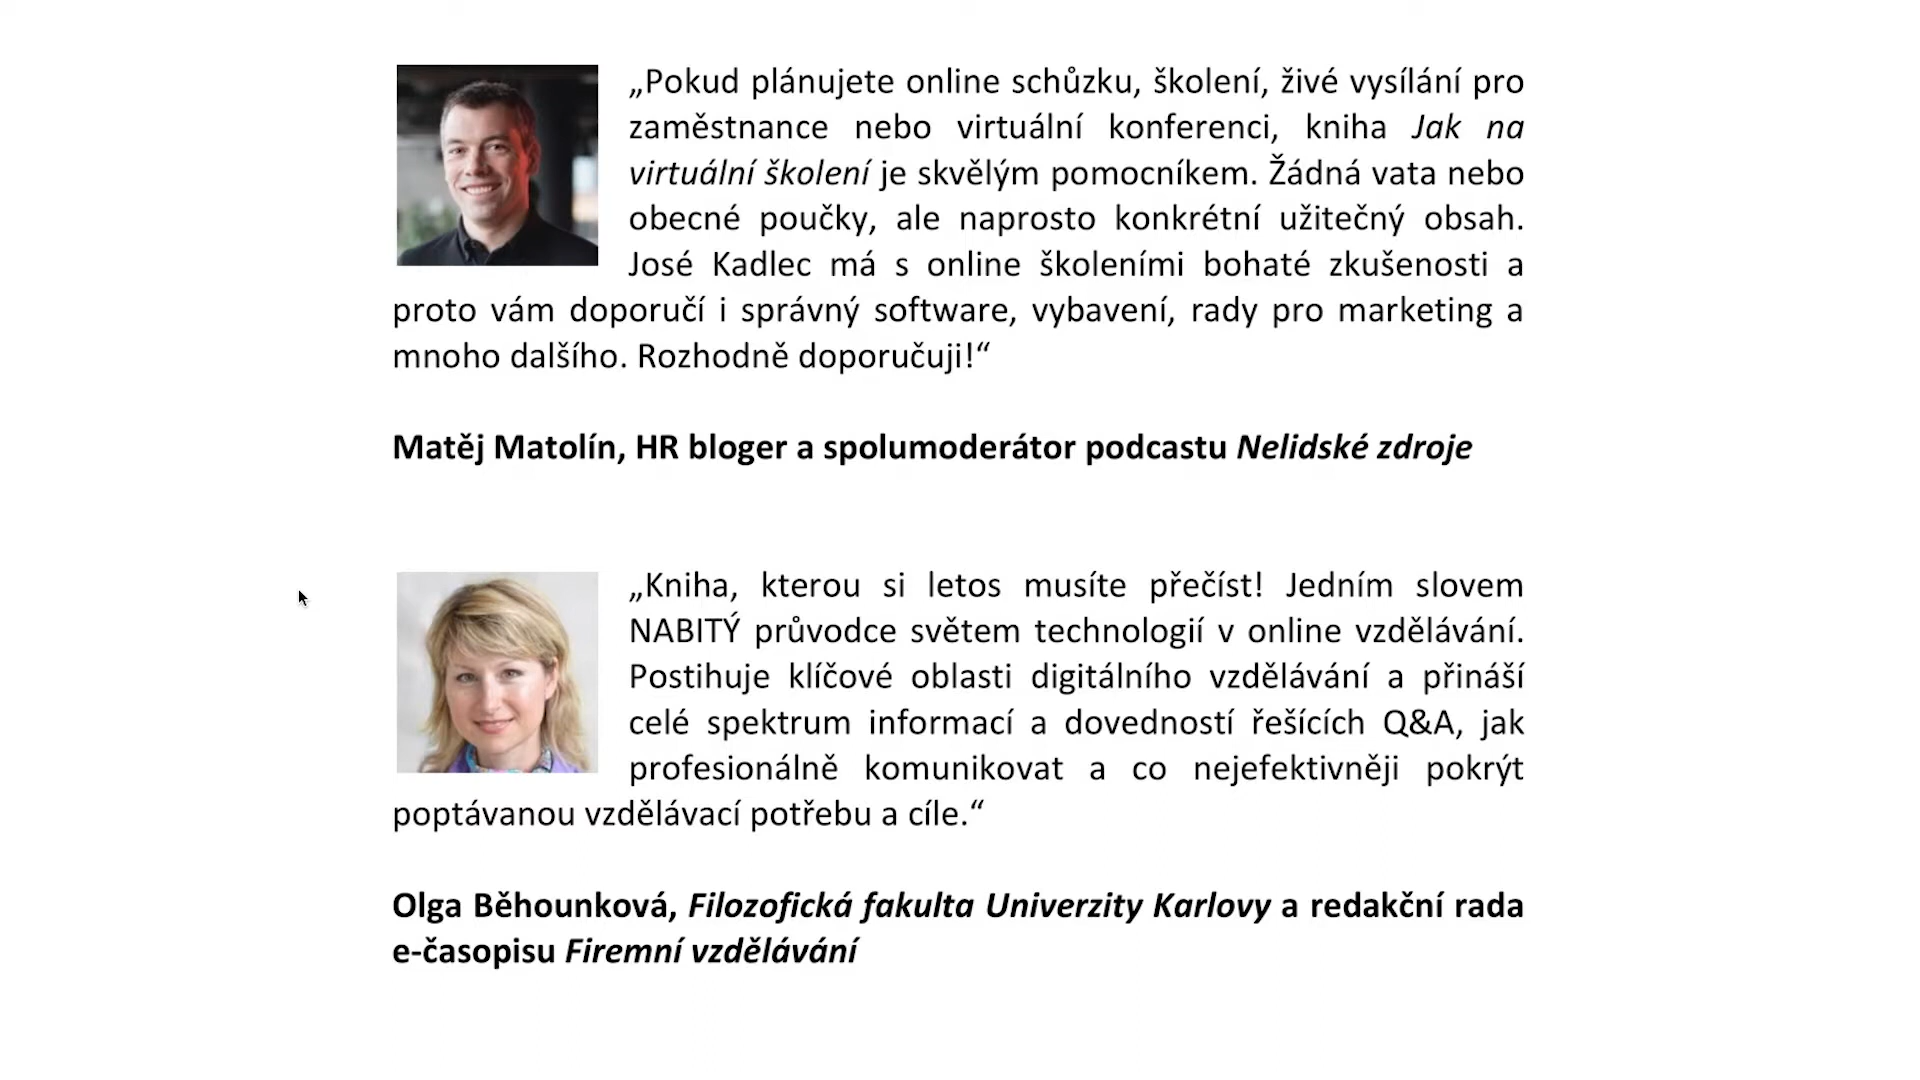 „Pokud plánujete online schůzku, školení, živé vysílání pro
zaměstnance nebo virtuální konferenci, kniha Jak na
virtuální školení je skvělým pomocníkem. Žádná vata nebo
obecné poučky, ale naprosto konkrétní užitečný obsah.
José Kadlec má s online školeními bohaté zkušenosti a
proto vám doporučí i správný software, vybavení, rady pro marketing a
mnoho dalšího. Rozhodně doporučuji!“
Matěj Matolín, HR bloger a spolumoderátor podcastu Nelidské zdroje
„Kniha, kterou si letos musíte přečíst! Jedním slovem
NABITÝ průvodce světem technologií v online vzdělávání.
Postihuje klíčové oblasti digitálního vzdělávání a přináší
celé spektrum informací a dovedností řešících Q&A, jak
profesionálně komunikovat a co nejefektivněji pokrýt
poptávanou vzdělávací potřebu a cíle.“
Olga Běhounková, Filozofická fakulta Univerzity Karlovy a redakční rada
e-časopisu Firemní vzdělávání